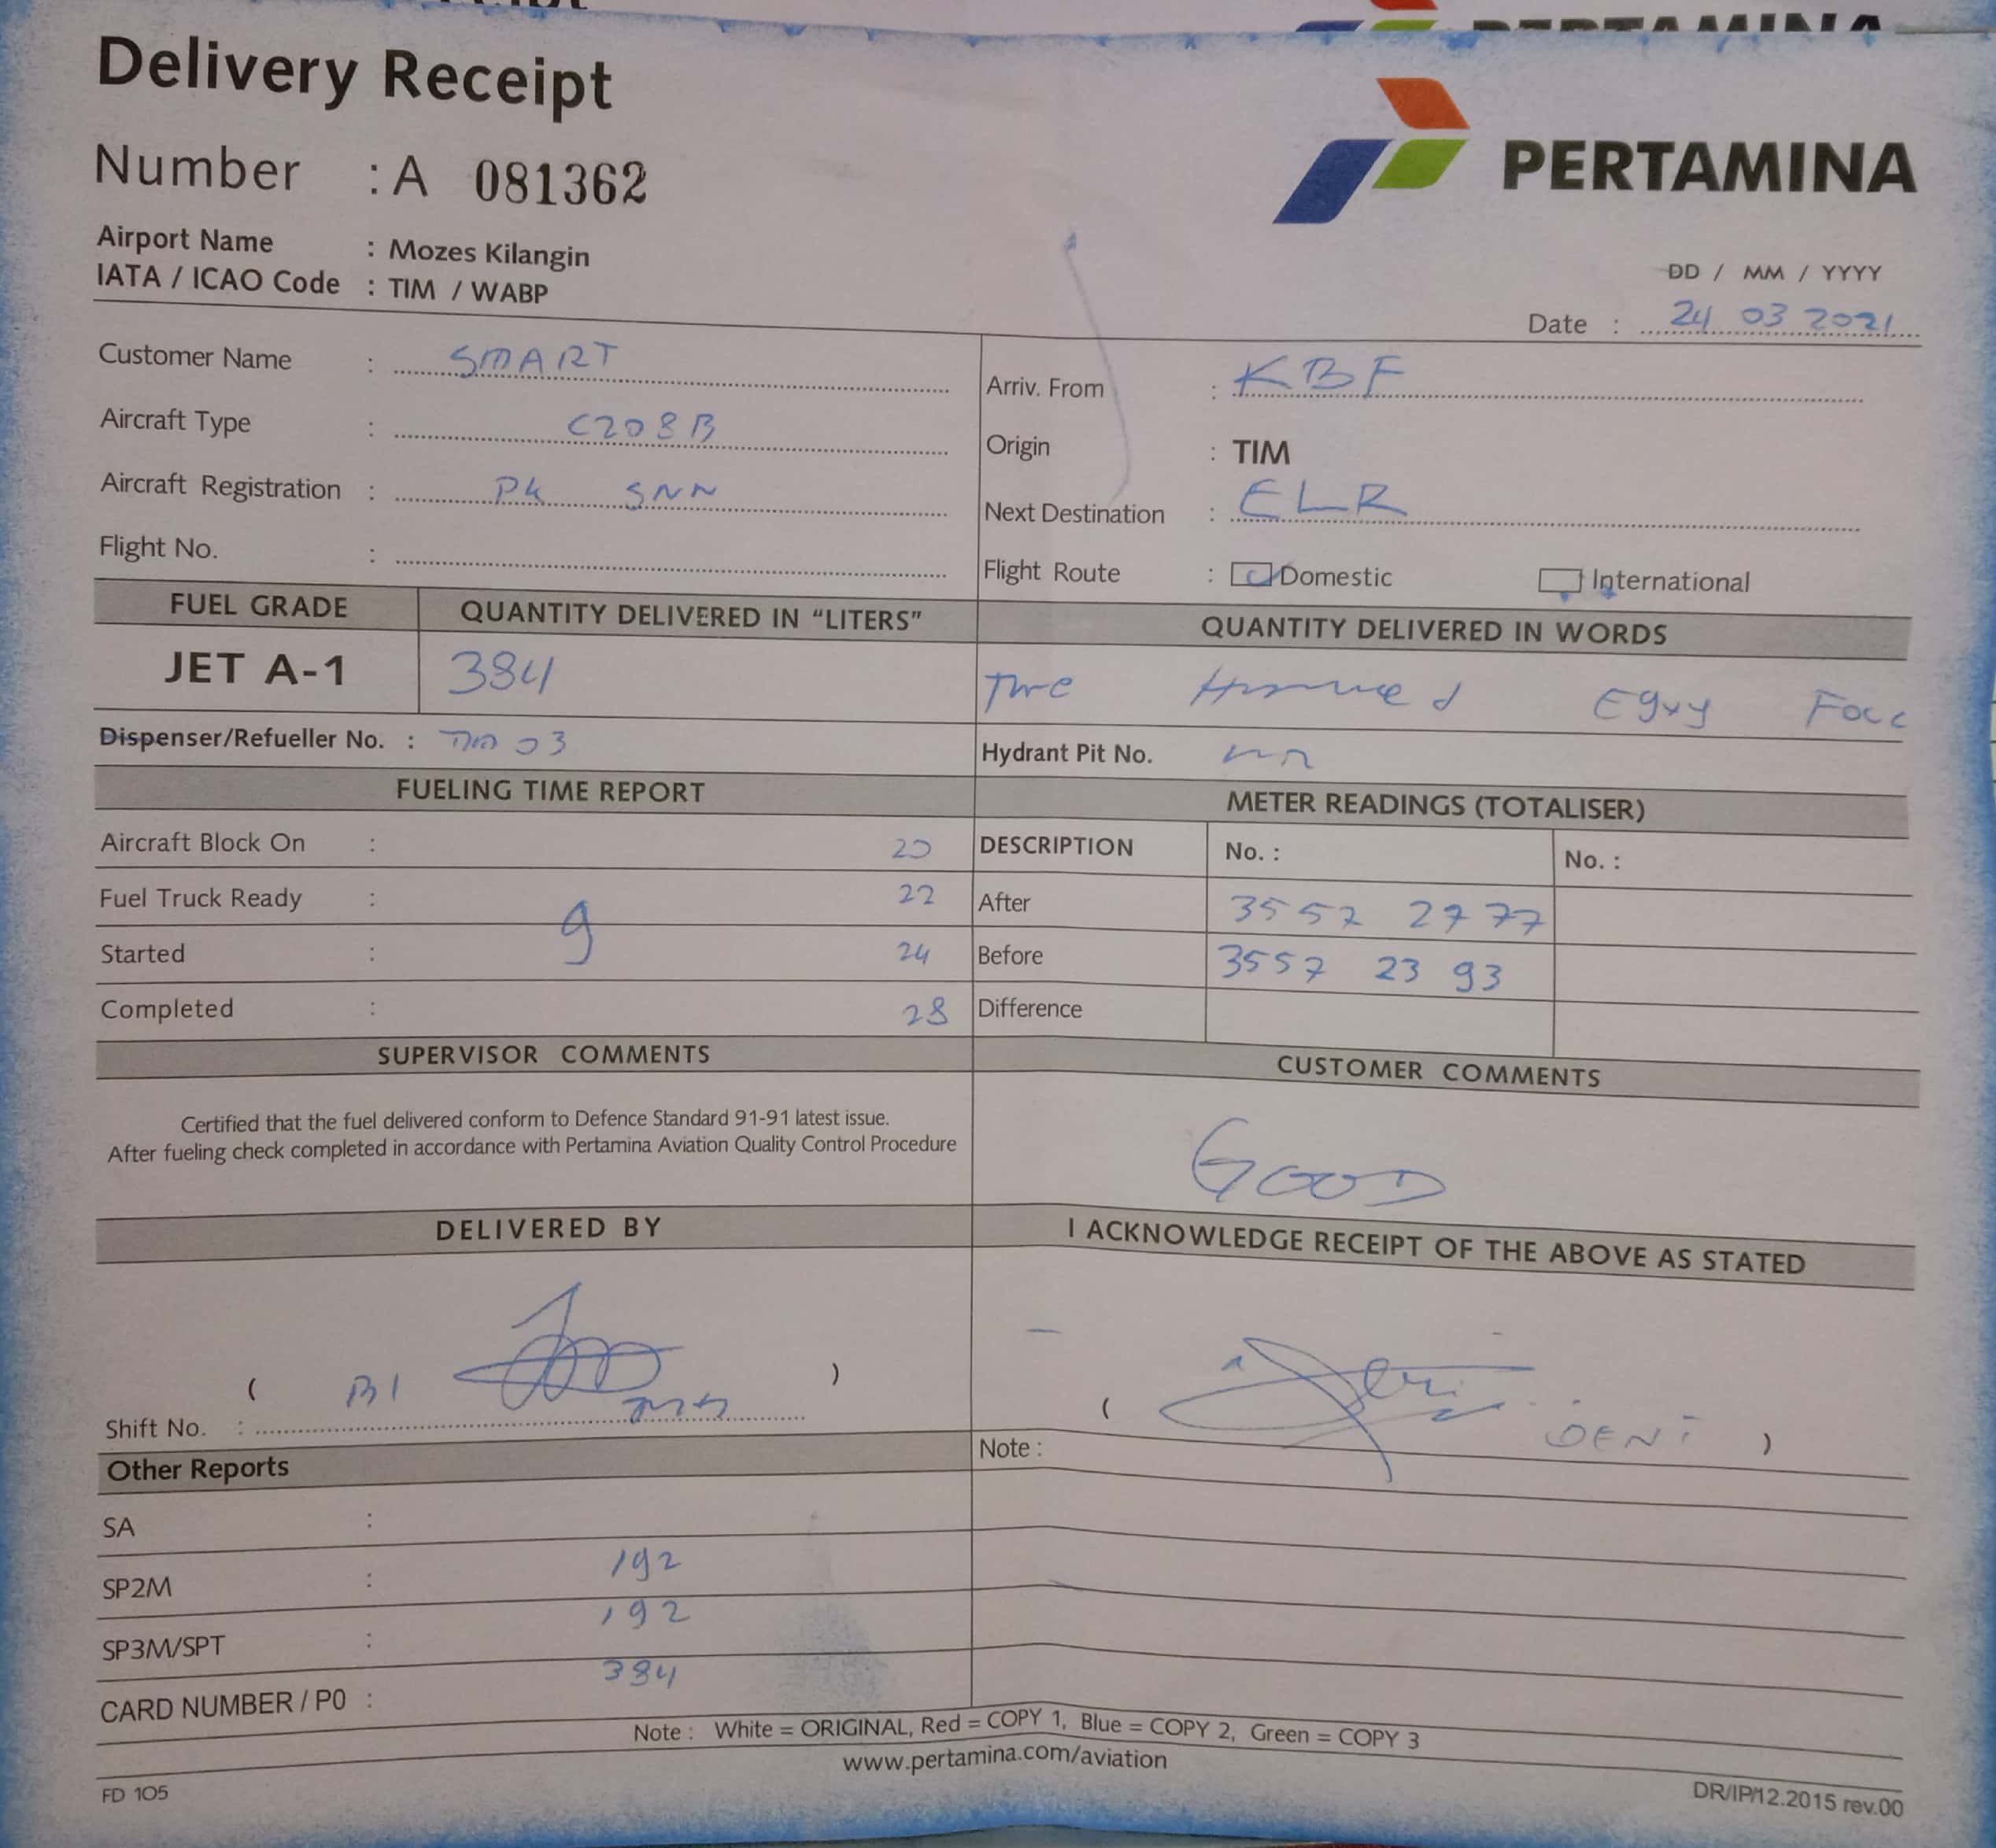 Delivery Receipt
Number : A 081362
PERTAMINA
PERTAMINA
Airport Name : Mozes Kilangin
IATA / ICAO Code : TIM / WABP
DD / MM / YYYY
Date : 24 03 2021
Customer Name : SMART
Aircraft Type : C208B
Aircraft Registration : PK SNN
Flight No. :
Arriv. From : KBF
Origin : TIM
Next Destination : ELR
Flight Route : Domestic International
FUEL GRADE QUANTITY DELIVERED IN “LITERS” QUANTITY DELIVERED IN WORDS
JET A-1 384
Dispenser/Refueller No. : 03
Hydrant Pit No.
FUELING TIME REPORT
Aircraft Block On : 20
Fuel Truck Ready : 22
9
Started : 24
Completed : 28
METER READINGS (TOTALISER)
DESCRIPTION No. : No. :
After 3557 2777
Before 3557 2393
Difference
SUPERVISOR COMMENTS
Certified that the fuel delivered conform to Defence Standard 91-91 latest issue.
After fueling check completed in accordance with Pertamina Aviation Quality Control Procedure
CUSTOMER COMMENTS
GOOD
DELIVERED BY
( )
Shift No. :
I ACKNOWLEDGE RECEIPT OF THE ABOVE AS STATED
( DENI )
Note :
Other Reports
SA :
SP2M : 192
SP3M/SPT : 192
CARD NUMBER / P0 : 384
Note : White = ORIGINAL, Red = COPY 1, Blue = COPY 2, Green = COPY 3
www.pertamina.com/aviation
FD 105
DR/IP/12.2015 rev.00